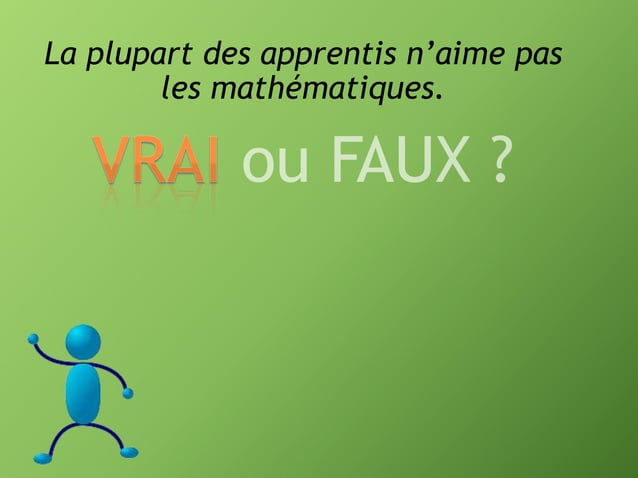 La plupart des apprentis n’aime pas
les mathématiques.
VRAI ou FAUX ?